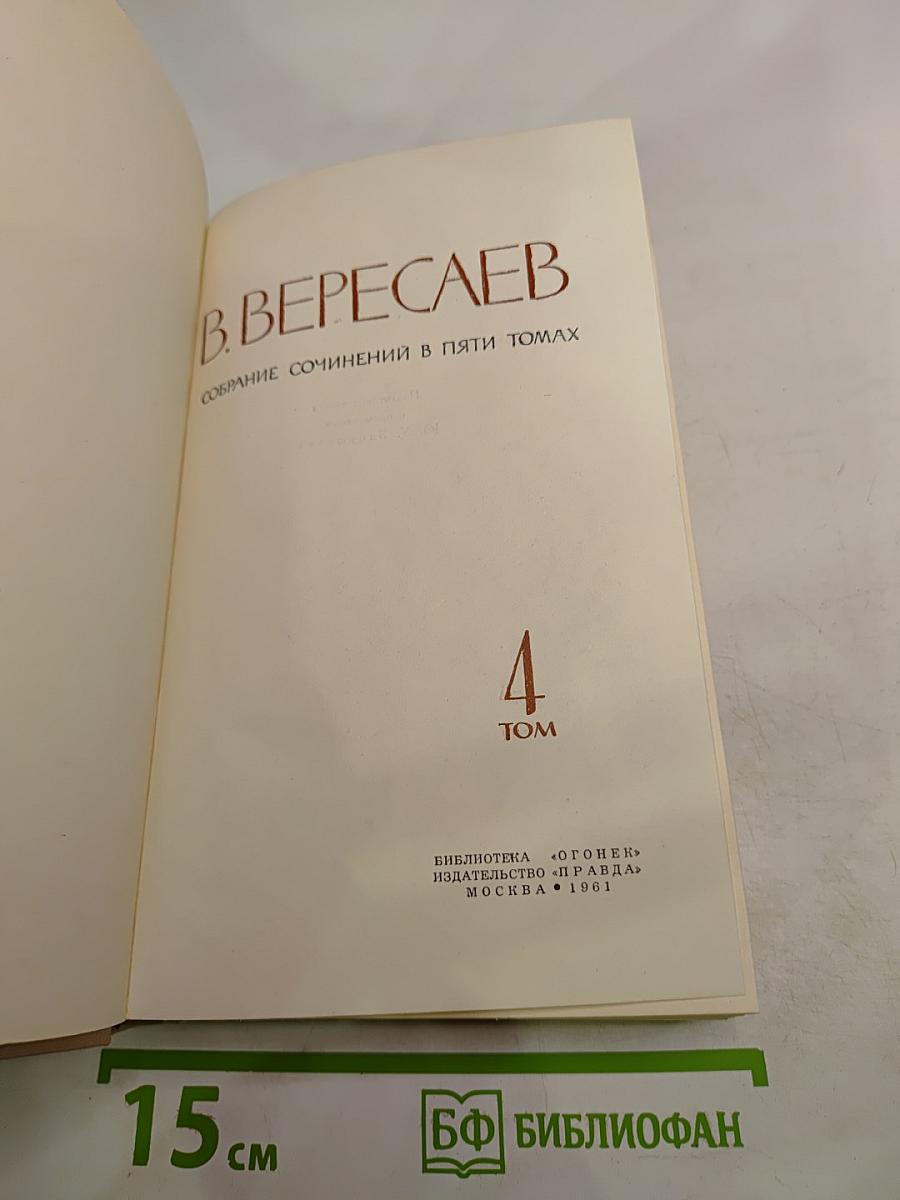 В. ВЕРЕСАЕВ
СОБРАНИЕ СОЧИНЕНИЙ В ПЯТИ ТОМАХ
4
ТОМ
БИБЛИОТЕКА «ОГОНЕК»
ИЗДАТЕЛЬСТВО «ПРАВДА»
МОСКВА • 1961
15 см
БФ БИБЛИОФАН